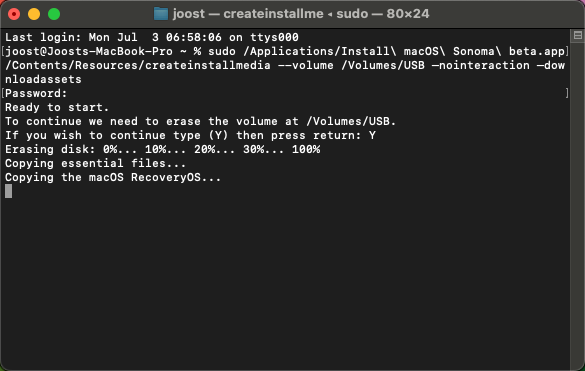 joost — createinstallme ◂ sudo — 80×24
Last login: Mon Jul  3 06:58:06 on ttys000
[joost@Joosts-MacBook-Pro ~ % sudo /Applications/Install\ macOS\ Sonoma\ beta.app]
/Contents/Resources/createinstallmedia --volume /Volumes/USB —nointeraction —dow
nloadassets
[Password:                                                                      ]
Ready to start.
To continue we need to erase the volume at /Volumes/USB.
If you wish to continue type (Y) then press return: Y
Erasing disk: 0%... 10%... 20%... 30%... 100%
Copying essential files...
Copying the macOS RecoveryOS...